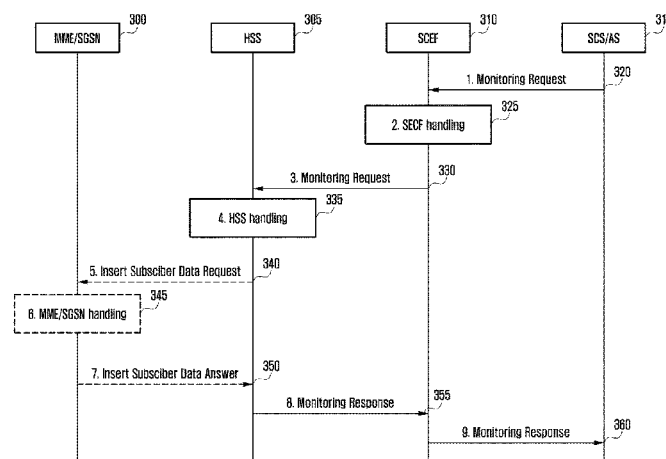 300
305
310
31
MME/SGSN
HSS
SCEF
SCS/AS
1. Monitoring Request
320
2. SECF handling
325
3. Monitoring Request
330
4. HSS handling
335
5. Insert Subsciber Data Request
340
6. MME/SGSN handling
345
7. Insert Subsciber Data Answer
350
8. Monitoring Response
355
9. Monitoring Response
360